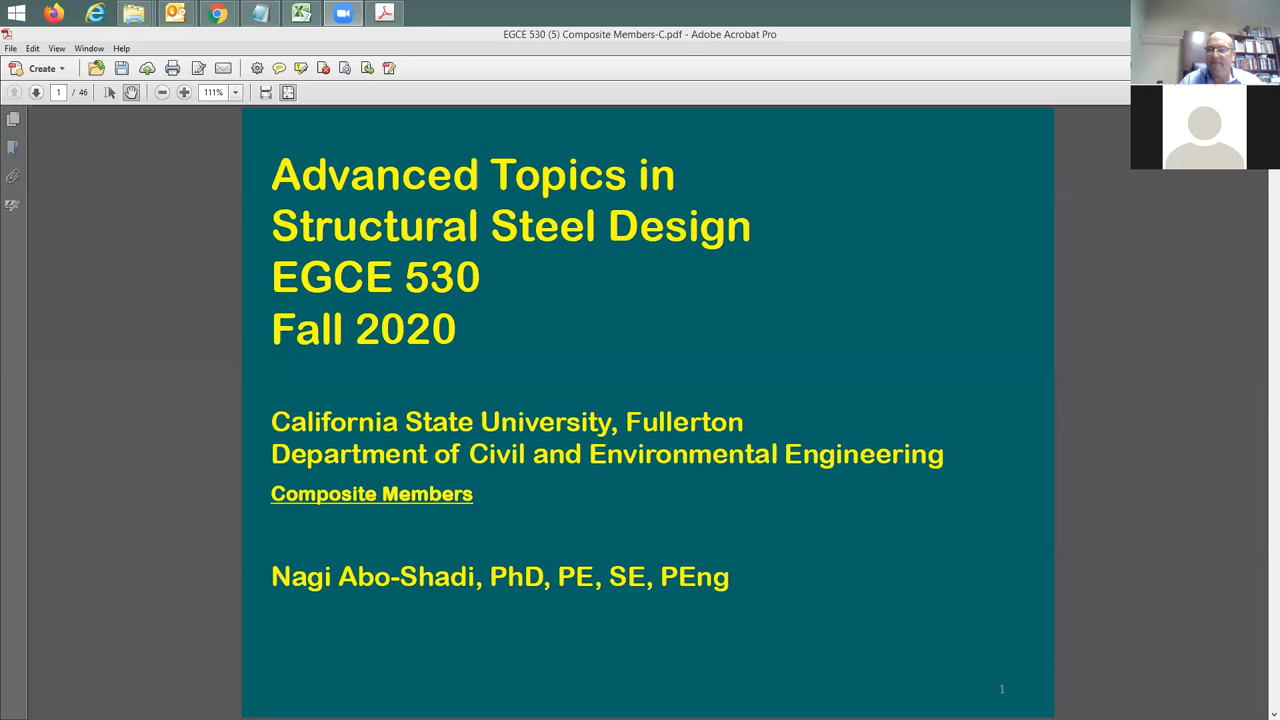 EGCE 530 (5) Composite Members-C.pdf - Adobe Acrobat Pro
File Edit View Window Help
Create
1 / 46 111%
Advanced Topics in
Structural Steel Design
EGCE 530
Fall 2020
California State University, Fullerton
Department of Civil and Environmental Engineering
Composite Members
Nagi Abo-Shadi, PhD, PE, SE, PEng
1